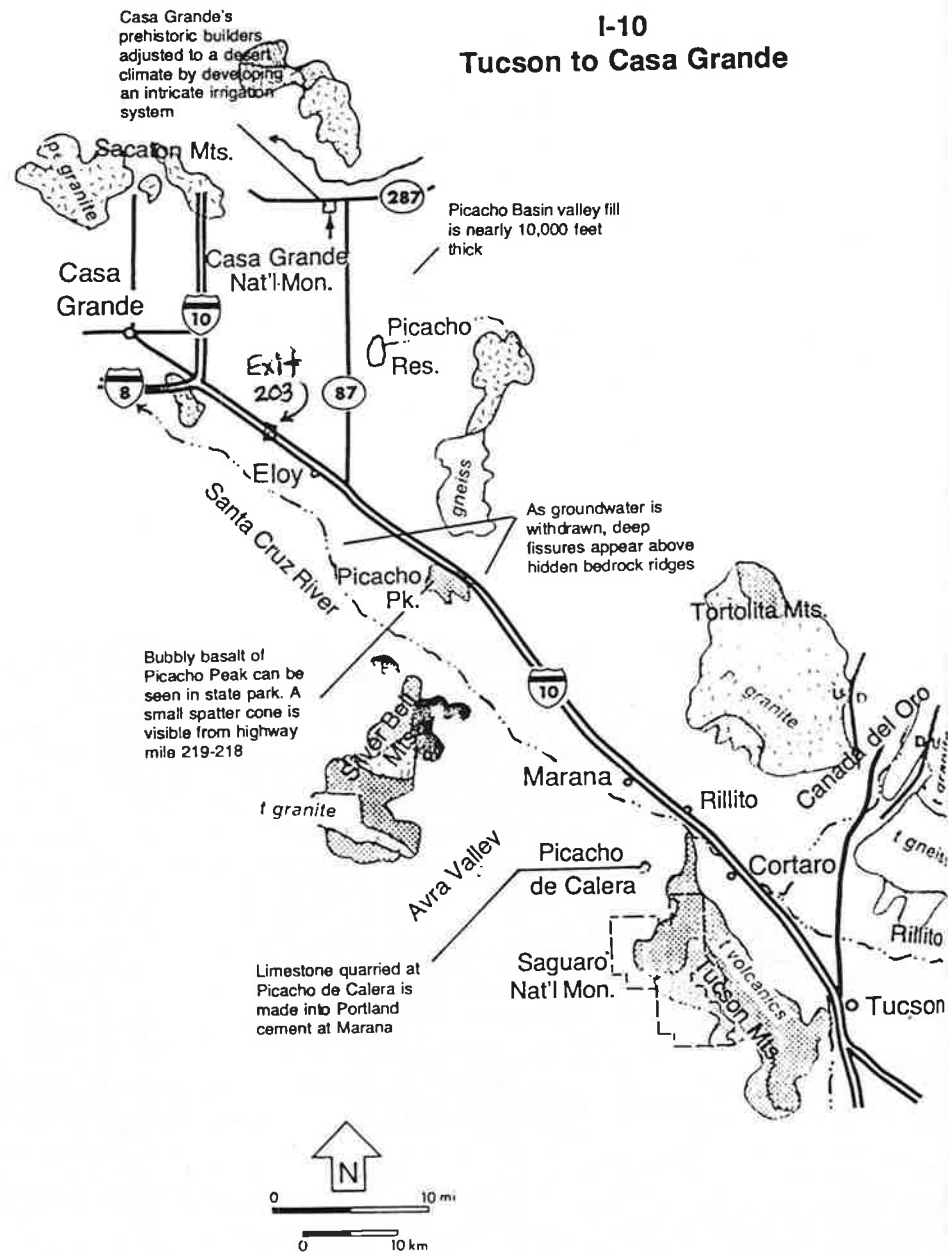 I-10
Tucson to Casa Grande
Casa Grande's
prehistoric builders
adjusted to a desert
climate by developing
an intricate irrigation
system
Sacaton Mts.
pꞓ granite
287
Picacho Basin valley fill
is nearly 10,000 feet
thick
Casa Grande
Nat'l Mon.
Casa
Grande
10
Picacho
Res.
Exit
203
8
87
Eloy
gneiss
Santa Cruz River
As groundwater is
withdrawn, deep
fissures appear above
hidden bedrock ridges
Picacho
Pk.
Tortolita Mts.
Bubbly basalt of
Picacho Peak can be
seen in state park. A
small spatter cone is
visible from highway
mile 219-218
10
pꞓ granite
U D
Silver Bell
Mts.
Canada del Oro
D U
t granite
t granite
Marana
Rillito
t gneiss
Avra Valley
Picacho
de Calera
Cortaro
Rillito
Limestone quarried at
Picacho de Calera is
made into Portland
cement at Marana
Saguaro
Nat'l Mon.
t volcanics
Tucson Mts.
Tucson
N
0 10 mi
0 10 km